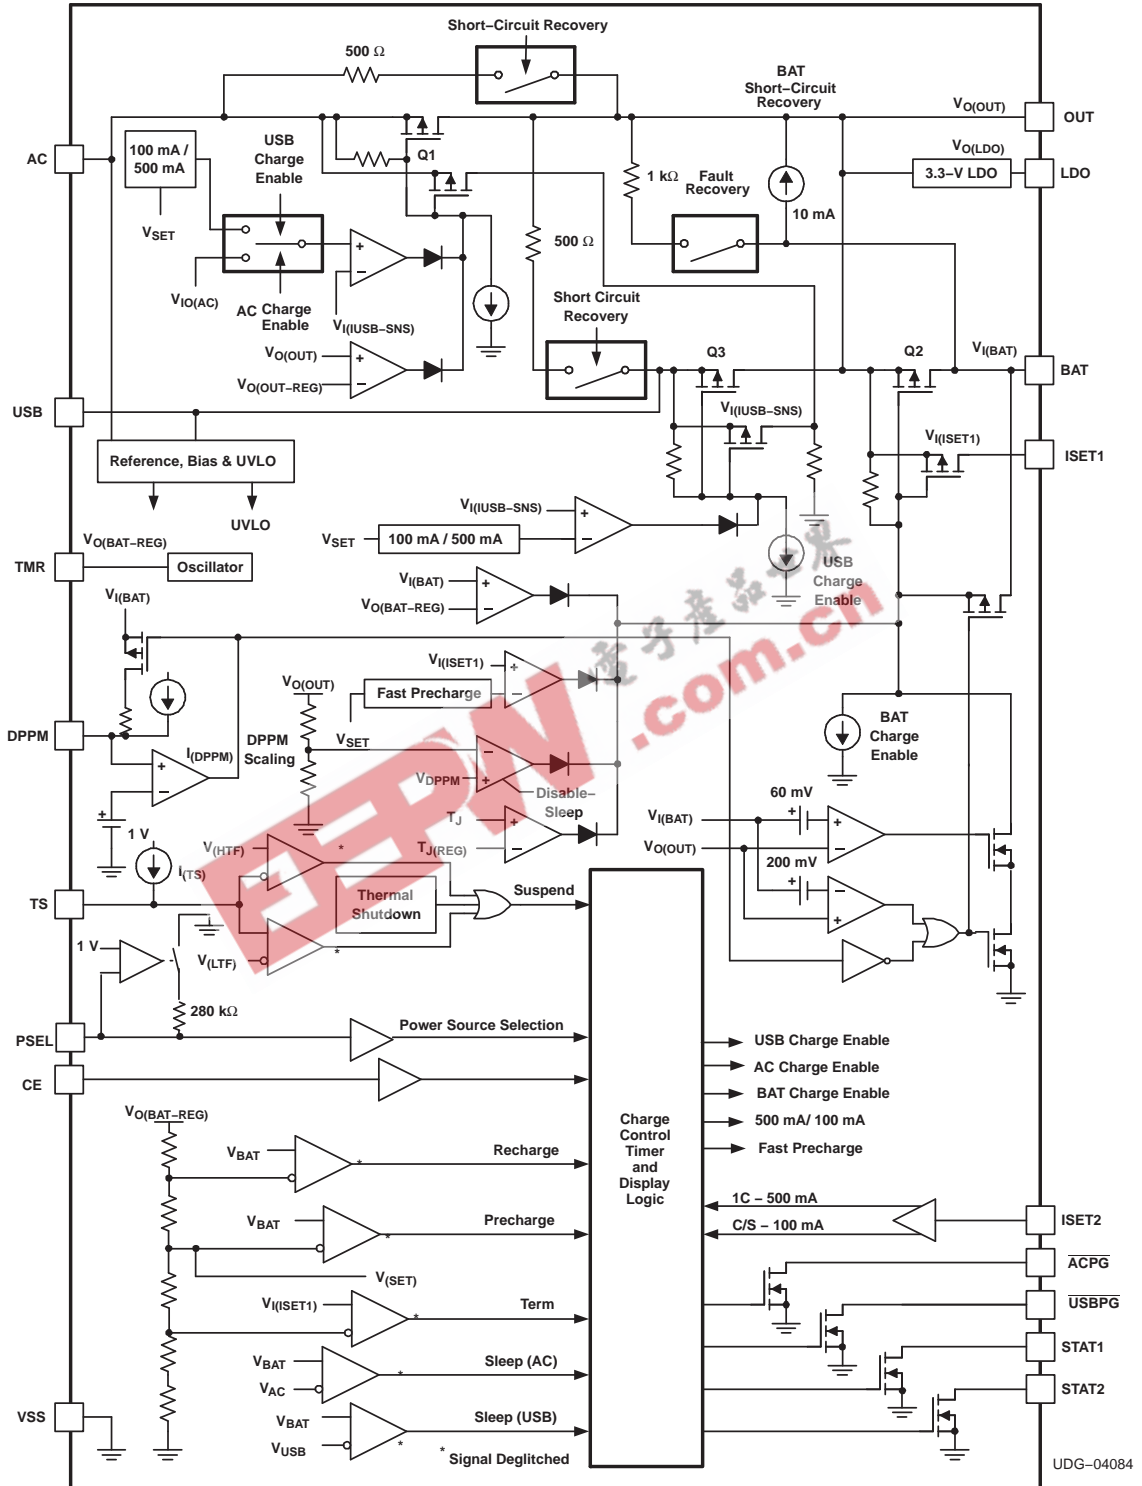 Short–Circuit Recovery
500 Ω
BAT
Short–Circuit
Recovery
VO(OUT)
OUT
AC
100 mA /
500 mA
USB
Charge
Enable
Q1
1 kΩ
Fault
Recovery
10 mA
VO(LDO)
3.3–V LDO
LDO
VSET
500 Ω
VIO(AC)
AC Charge
Enable
+
–
VI(IUSB–SNS)
Short Circuit
Recovery
VO(OUT)
+
VO(OUT–REG)
–
Q3
Q2
VI(BAT)
BAT
USB
VI(IUSB–SNS)
VI(ISET1)
ISET1
Reference, Bias & UVLO
UVLO
VI(IUSB–SNS)
+
VSET
100 mA / 500 mA
–
VO(BAT–REG)
TMR
Oscillator
USB
Charge
Enable
VI(BAT)
+
VO(BAT–REG)
–
VI(BAT)
電子產品世界
.com.cn
EEPW
VI(ISET1)
+
Fast Precharge
–
VO(OUT)
VSET
DPPM
I(DPPM)
DPPM
Scaling
–
VDPPM
+
Disable–
Sleep
BAT
Charge
Enable
+
–
+
1 V
TJ
+
TJ(REG)
–
60 mV
VI(BAT)
+
+
VO(OUT)
–
200 mV
+
–
+
V(HTF)
*
I(TS)
TS
Thermal
Shutdown
Suspend
1 V
V(LTF)
*
280 kΩ
PSEL
Power Source Selection
CE
USB Charge Enable
AC Charge Enable
BAT Charge Enable
500 mA/ 100 mA
Fast Precharge
Charge
Control
Timer
and
Display
Logic
VO(BAT–REG)
VBAT
*
Recharge
1C – 500 mA
C/S – 100 mA
ISET2
VBAT
*
Precharge
V(SET)
ACPG
VI(ISET1)
*
Term
USBPG
VBAT
VAC
*
Sleep (AC)
STAT1
STAT2
VSS
VBAT
VUSB
*
Sleep (USB)
* Signal Deglitched
UDG–04084